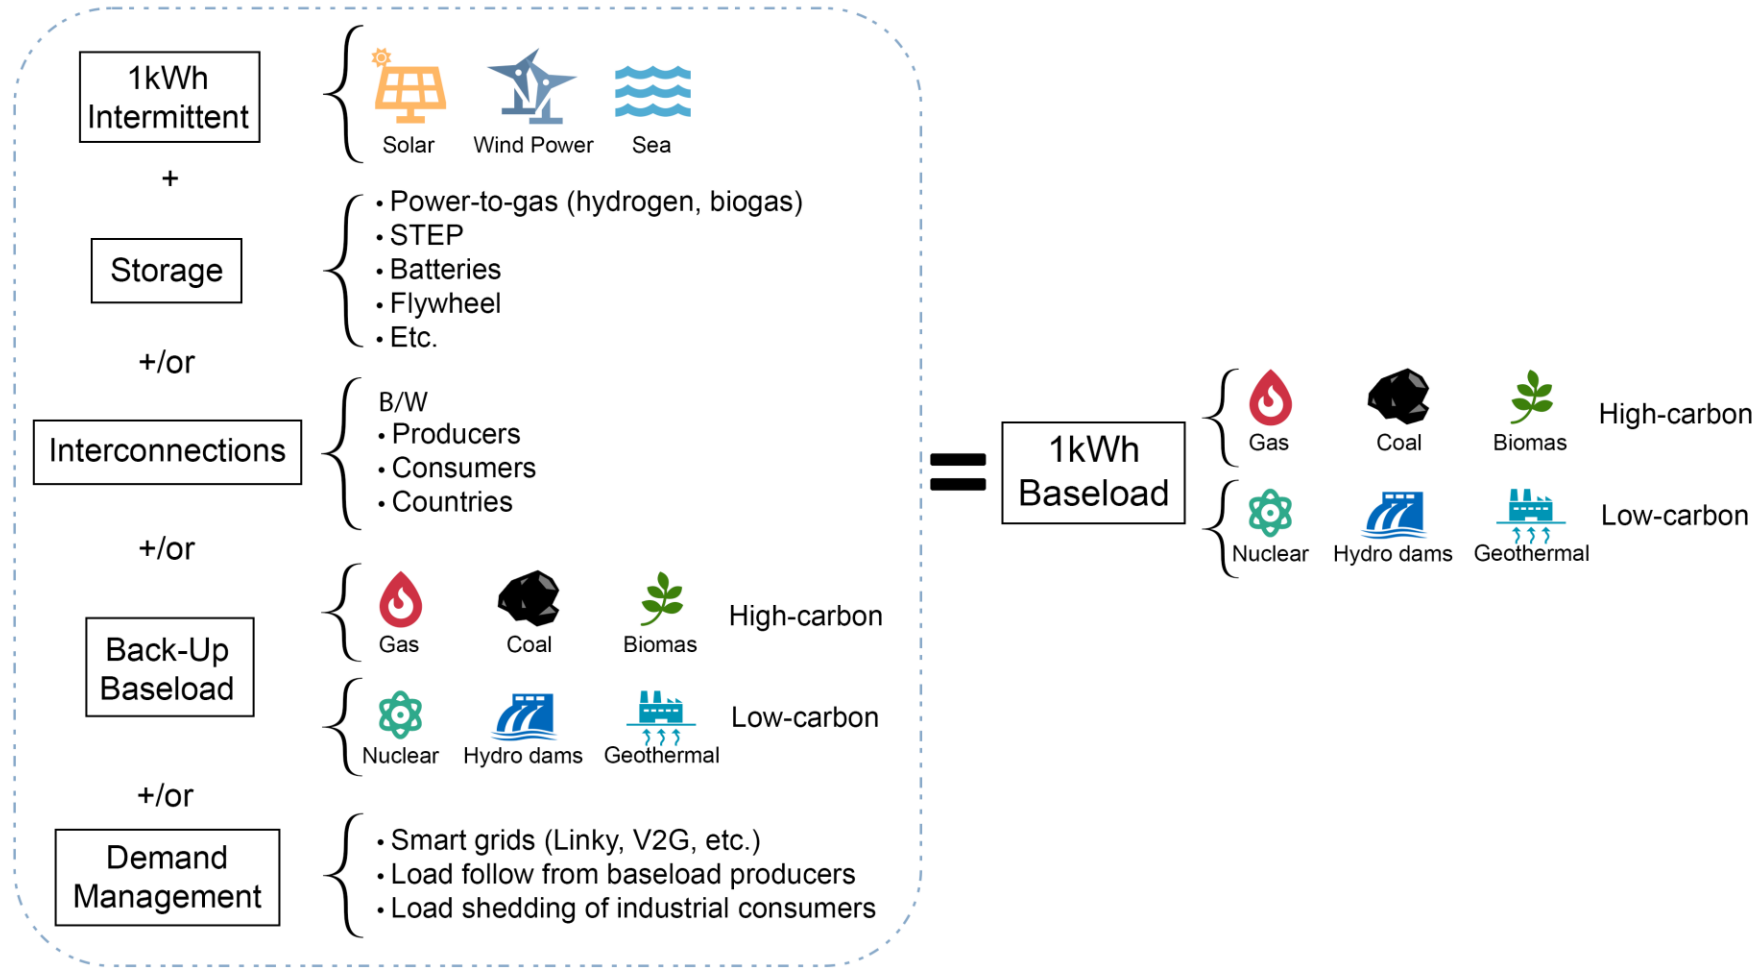 1kWh
Intermittent
Solar
Wind Power
Sea
+
Storage
• Power-to-gas (hydrogen, biogas)
• STEP
• Batteries
• Flywheel
• Etc.
+/or
Interconnections
B/W
• Producers
• Consumers
• Countries
+/or
Back-Up
Baseload
Gas
Coal
Biomas
High-carbon
Nuclear
Hydro dams
Geothermal
Low-carbon
+/or
Demand
Management
• Smart grids (Linky, V2G, etc.)
• Load follow from baseload producers
• Load shedding of industrial consumers
=
1kWh
Baseload
Gas
Coal
Biomas
High-carbon
Nuclear
Hydro dams
Geothermal
Low-carbon